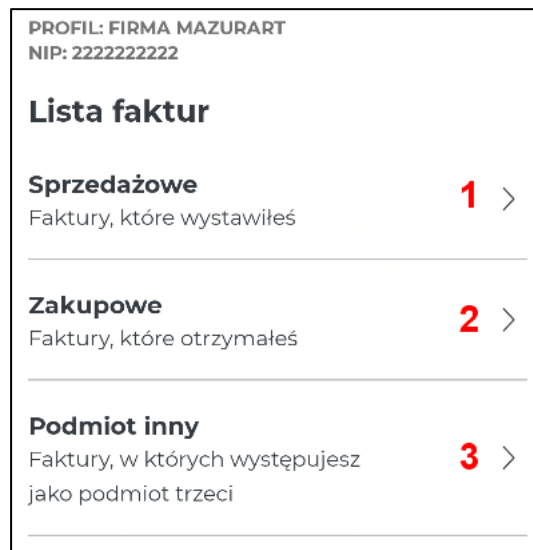 PROFIL: FIRMA MAZURART
NIP: 2222222222
Lista faktur
Sprzedażowe
Faktury, które wystawiłeś
1
Zakupowe
Faktury, które otrzymałeś
2
Podmiot inny
Faktury, w których występujesz
jako podmiot trzeci
3